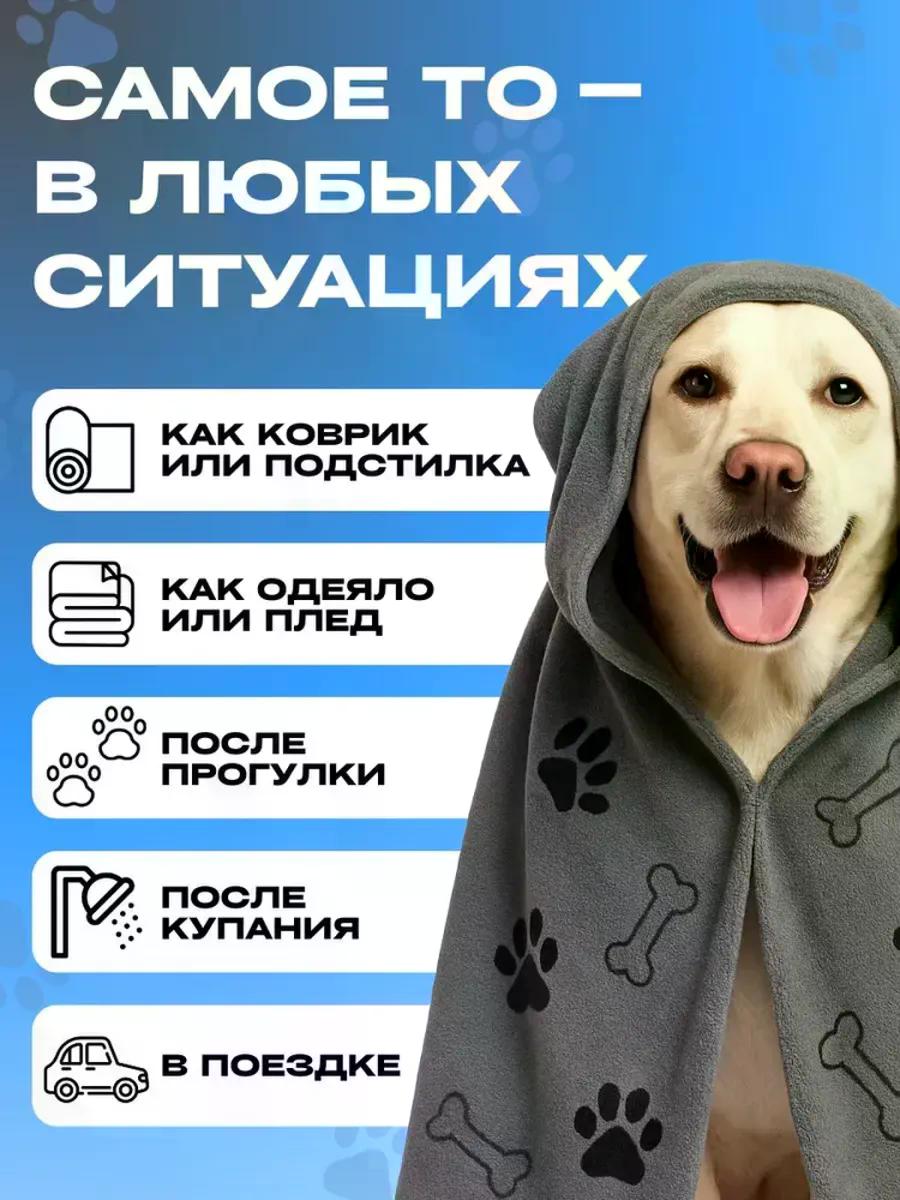 САМОЕ ТО —
В ЛЮБЫХ
СИТУАЦИЯХ
КАК КОВРИК
ИЛИ ПОДСТИЛКА
КАК ОДЕЯЛО
ИЛИ ПЛЕД
ПОСЛЕ
ПРОГУЛКИ
ПОСЛЕ
КУПАНИЯ
В ПОЕЗДКЕ